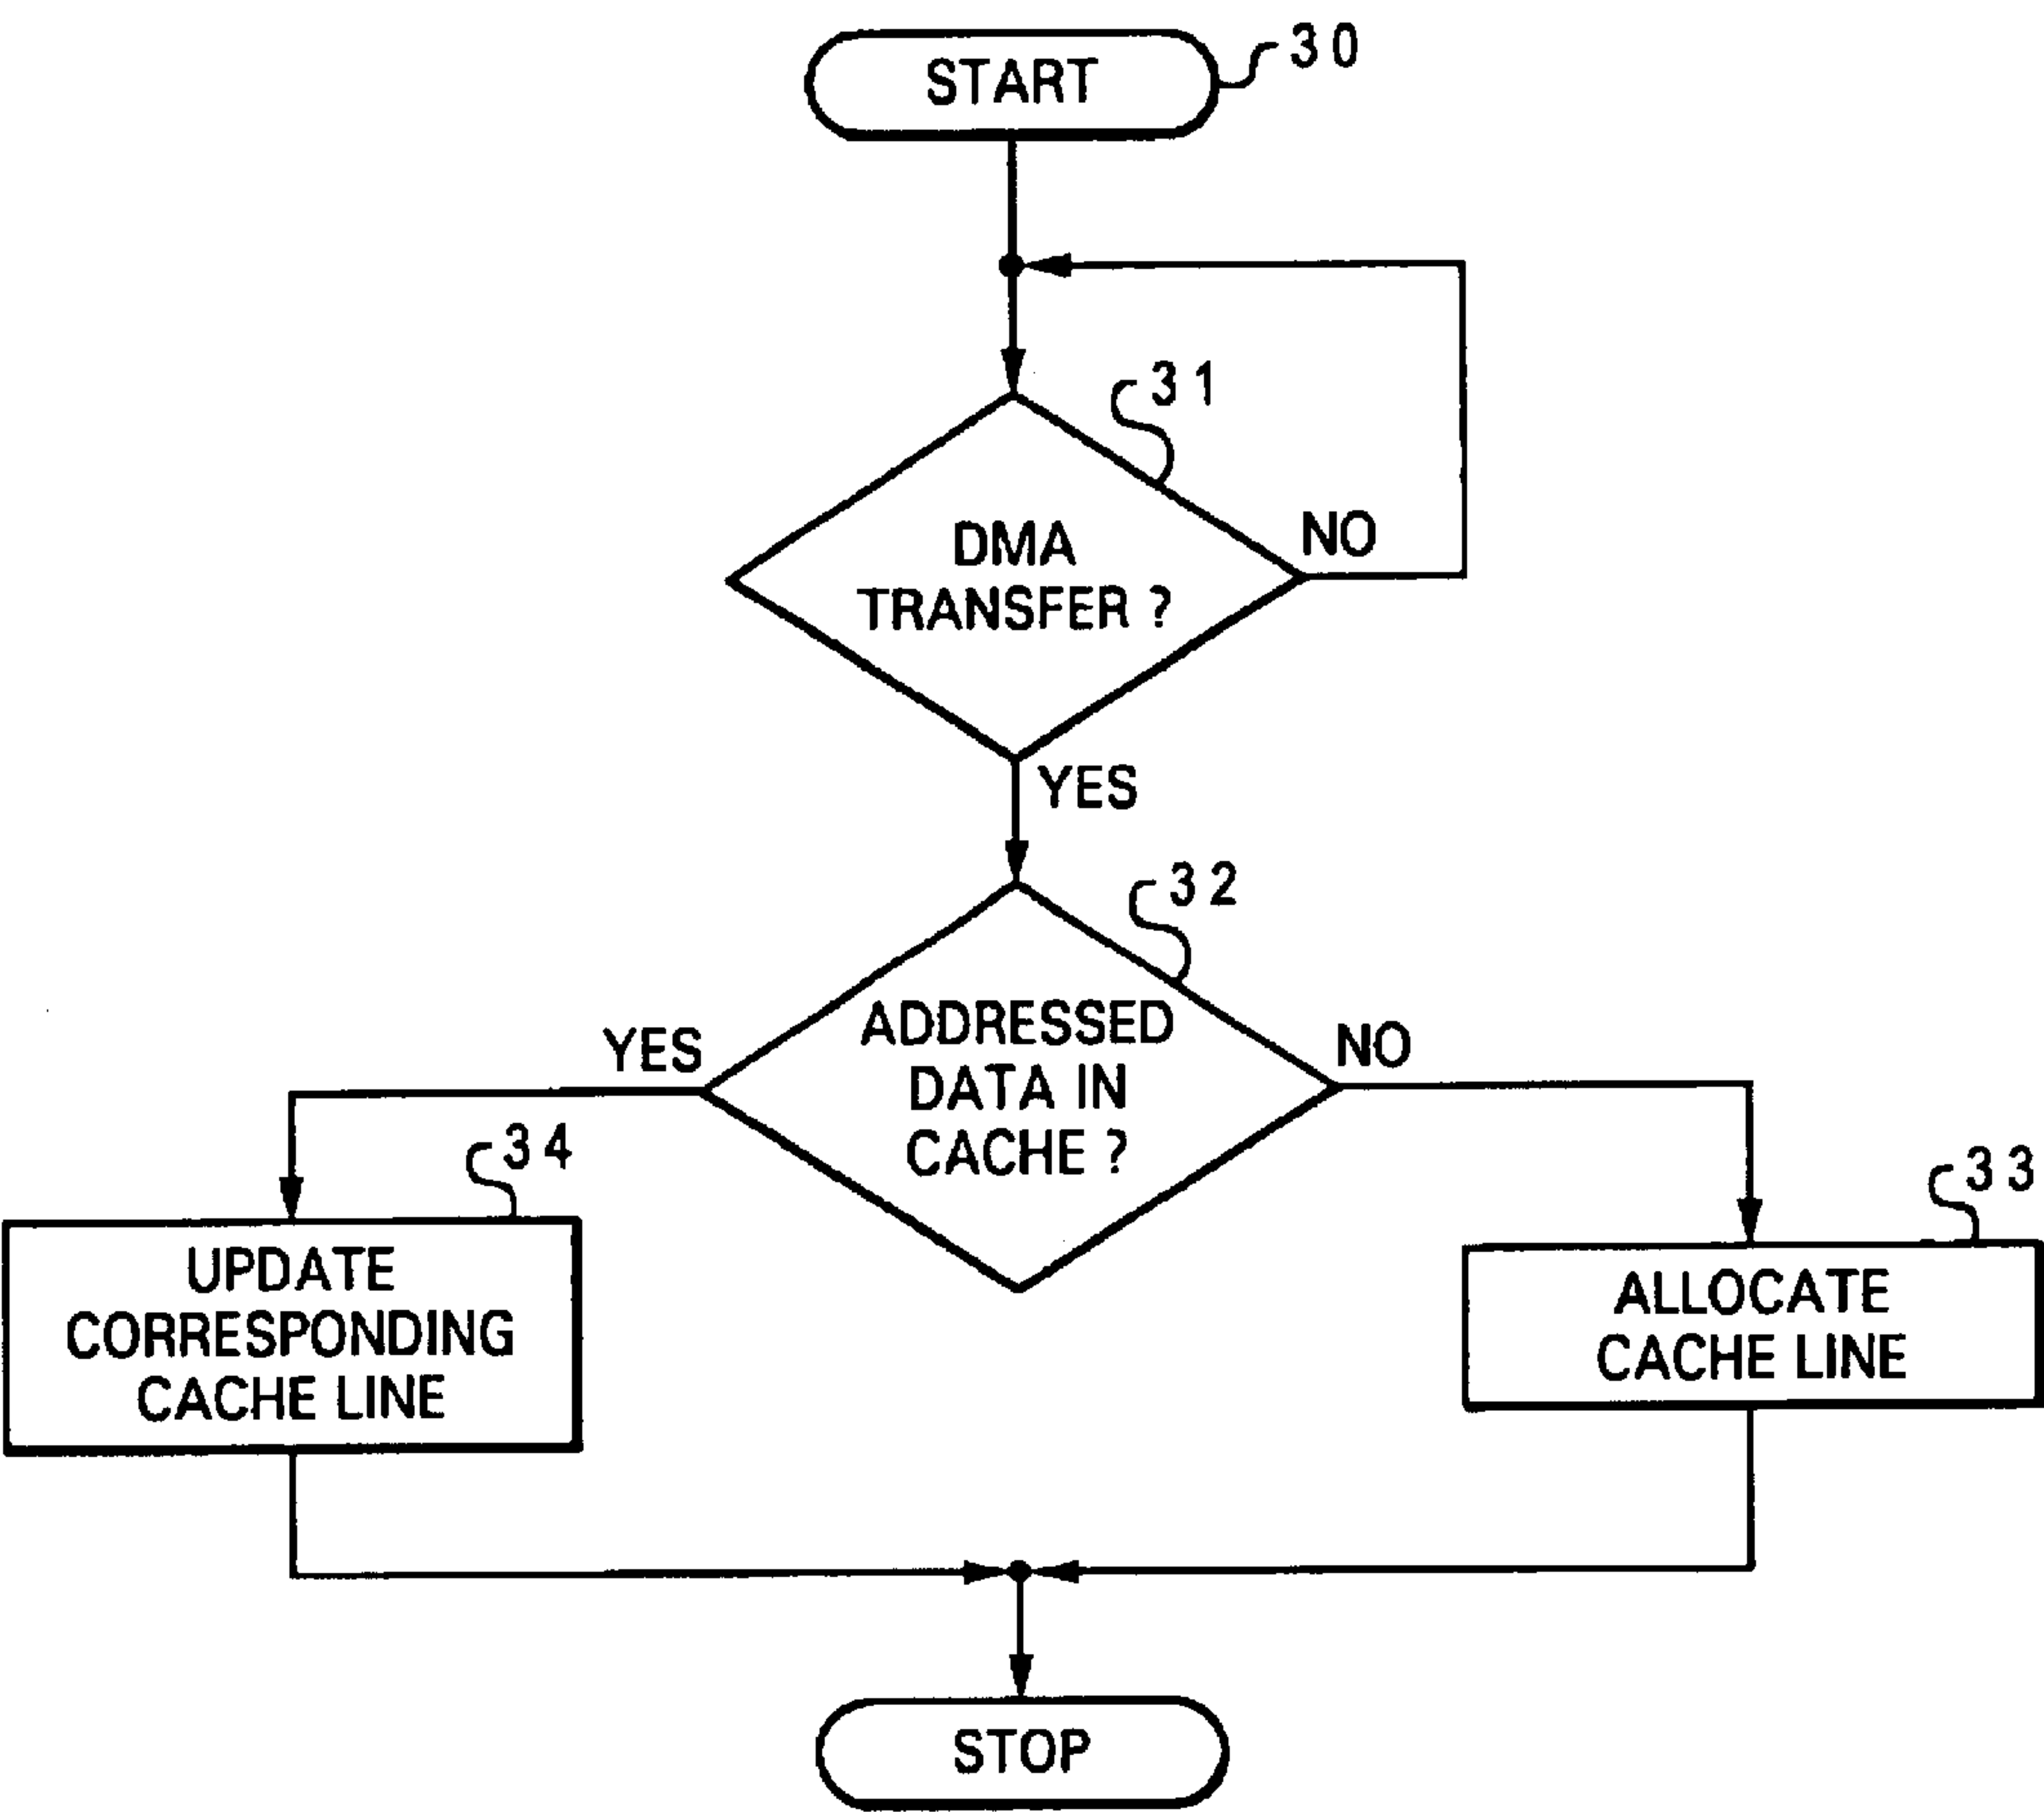 START
30
31
DMA
TRANSFER ?
NO
YES
32
ADDRESSED
DATA IN
CACHE ?
YES
NO
34
UPDATE
CORRESPONDING
CACHE LINE
33
ALLOCATE
CACHE LINE
STOP